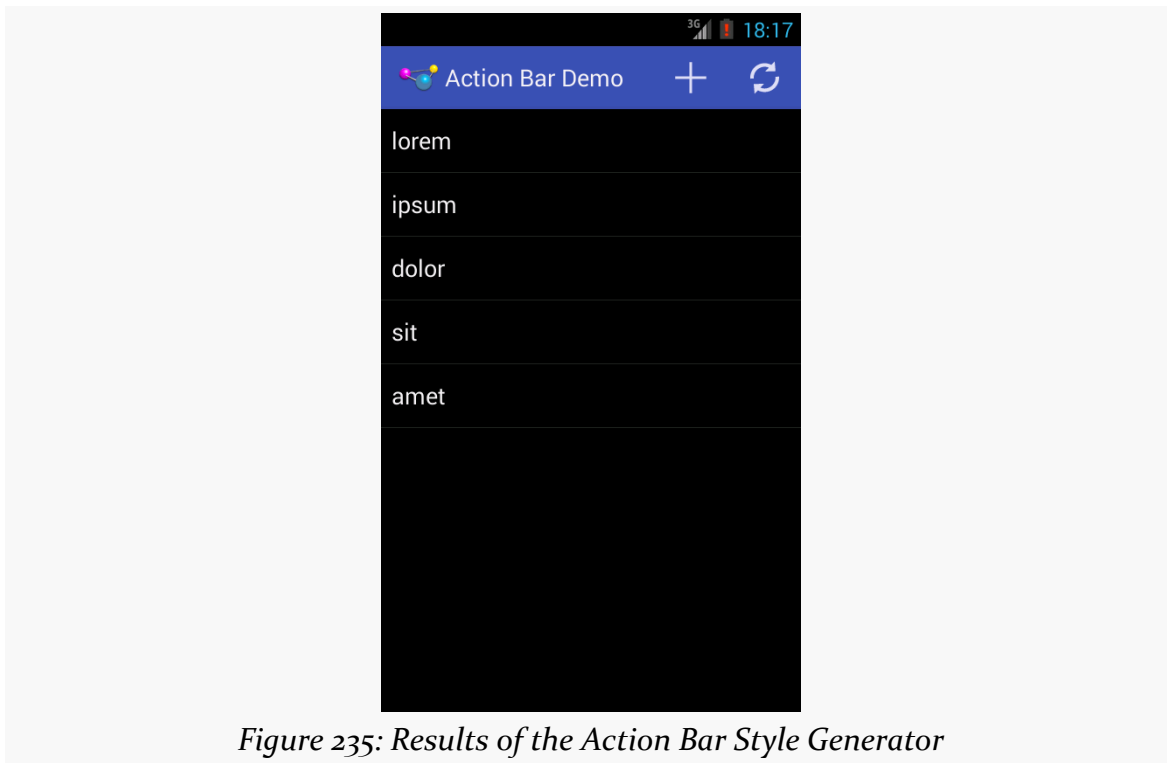 3G 18:17
Action Bar Demo
lorem
ipsum
dolor
sit
amet
Figure 235: Results of the Action Bar Style Generator